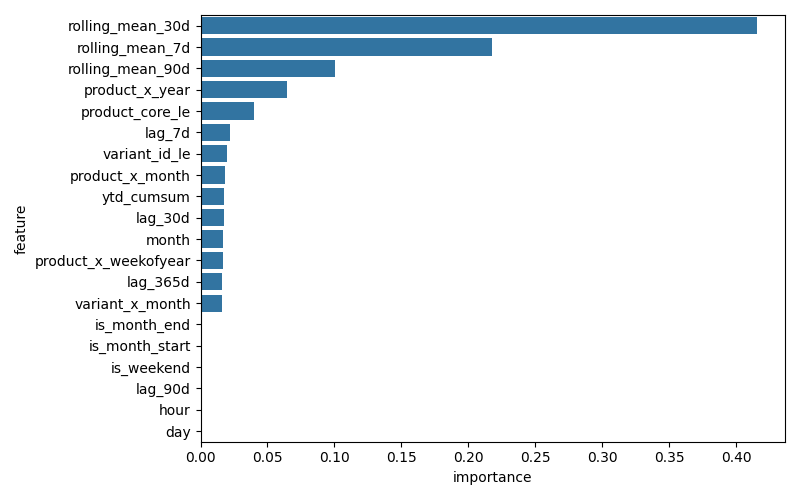 rolling_mean_30d
rolling_mean_7d
rolling_mean_90d
product_x_year
product_core_le
lag_7d
variant_id_le
product_x_month
ytd_cumsum
lag_30d
month
product_x_weekofyear
lag_365d
variant_x_month
is_month_end
is_month_start
is_weekend
lag_90d
hour
day
feature
0.00 0.05 0.10 0.15 0.20 0.25 0.30 0.35 0.40
importance